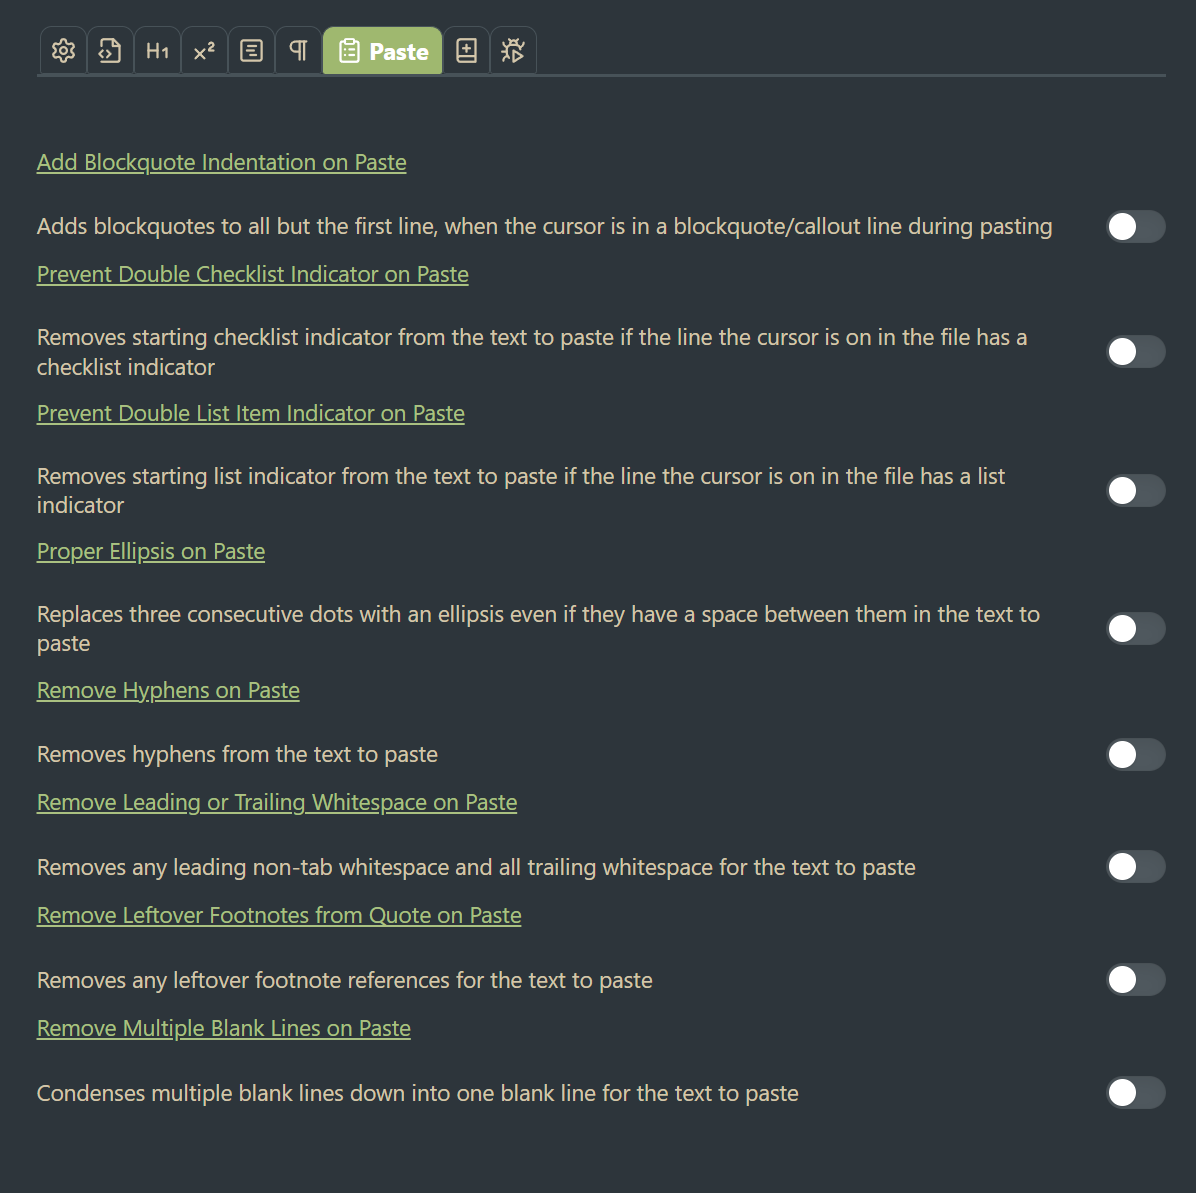 H1 x² Paste
Add Blockquote Indentation on Paste
Adds blockquotes to all but the first line, when the cursor is in a blockquote/callout line during pasting
Prevent Double Checklist Indicator on Paste
Removes starting checklist indicator from the text to paste if the line the cursor is on in the file has a
checklist indicator
Prevent Double List Item Indicator on Paste
Removes starting list indicator from the text to paste if the line the cursor is on in the file has a list
indicator
Proper Ellipsis on Paste
Replaces three consecutive dots with an ellipsis even if they have a space between them in the text to
paste
Remove Hyphens on Paste
Removes hyphens from the text to paste
Remove Leading or Trailing Whitespace on Paste
Removes any leading non-tab whitespace and all trailing whitespace for the text to paste
Remove Leftover Footnotes from Quote on Paste
Removes any leftover footnote references for the text to paste
Remove Multiple Blank Lines on Paste
Condenses multiple blank lines down into one blank line for the text to paste